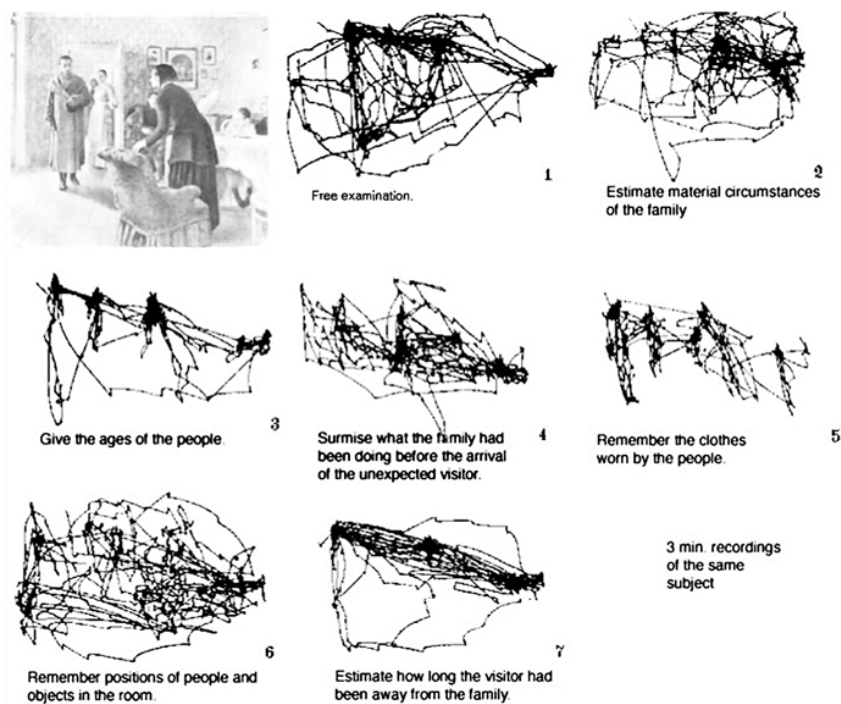 1
Free examination.
2
Estimate material circumstances
of the family
3
Give the ages of the people.
4
Surmise what the family had
been doing before the arrival
of the unexpected visitor.
5
Remember the clothes
worn by the people.
6
Remember positions of people and
objects in the room.
7
Estimate how long the visitor had
been away from the family.
3 min. recordings
of the same
subject